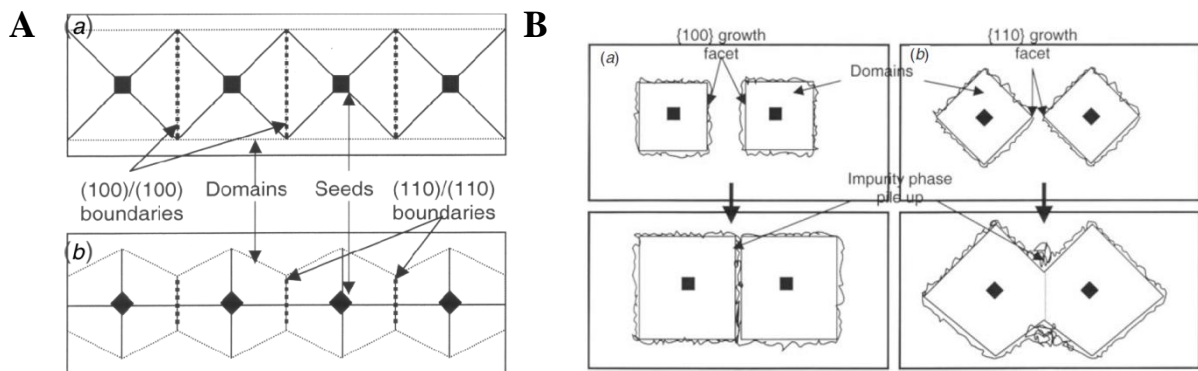 A
(a)
(100)/(100)
boundaries
Domains
Seeds
(110)/(110)
boundaries
(b)
B
{100} growth
facet
{110} growth
facet
(a)
Domains
(b)
Impurity phase
pile up